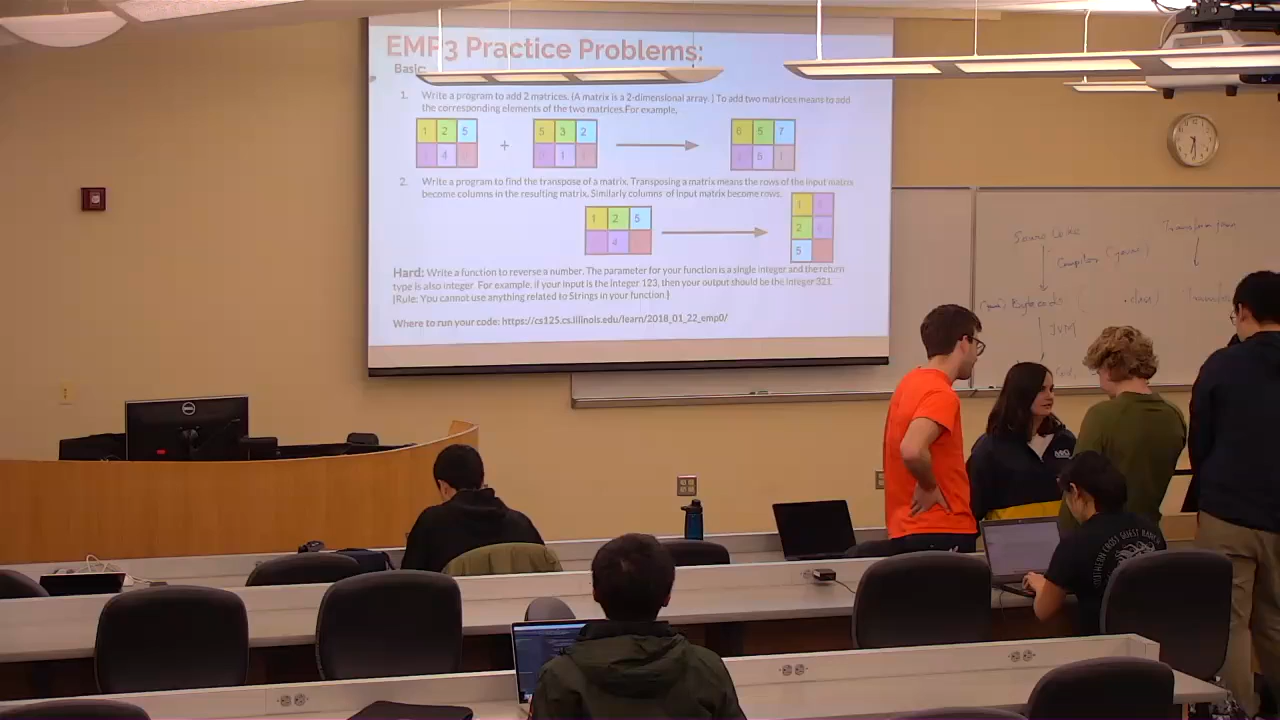 EMP3 Practice Problems:
Basic:
1. Write a program to add 2 matrices. (A matrix is a 2-dimensional array. ) To add two matrices means to add
the corresponding elements of the two matrices.For example,
1 2 5 + 5 3 2 6 5 7
4 1 5
2. Write a program to find the transpose of a matrix. Transposing a matrix means the rows of the input matrix
become columns in the resulting matrix. Similarly columns of input matrix become rows.
1 2 5 1
4 2
5
Hard: Write a function to reverse a number. The parameter for your function is a single integer and the return
type is also integer. For example, if your input is the integer 123, then your output should be the integer 321.
(Rule: You cannot use anything related to Strings in your function )
Where to run your code: https://cs125.cs.illinois.edu/learn/2018_01_22_emp0/
Source Code
Compiler (javac)
Bytecode
.class)
JVM
DELL